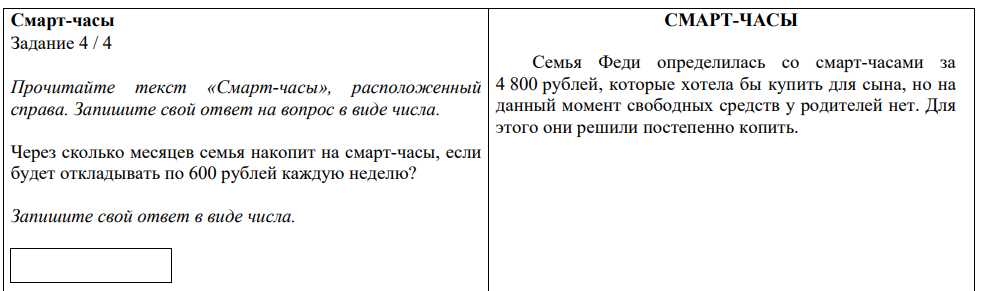 Смарт-часы
Задание 4 / 4
Прочитайте текст «Смарт-часы», расположенный
справа. Запишите свой ответ на вопрос в виде числа.
Через сколько месяцев семья накопит на смарт-часы, если
будет откладывать по 600 рублей каждую неделю?
Запишите свой ответ в виде числа.
СМАРТ-ЧАСЫ
Семья Феди определилась со смарт-часами за
4 800 рублей, которые хотела бы купить для сына, но на
данный момент свободных средств у родителей нет. Для
этого они решили постепенно копить.